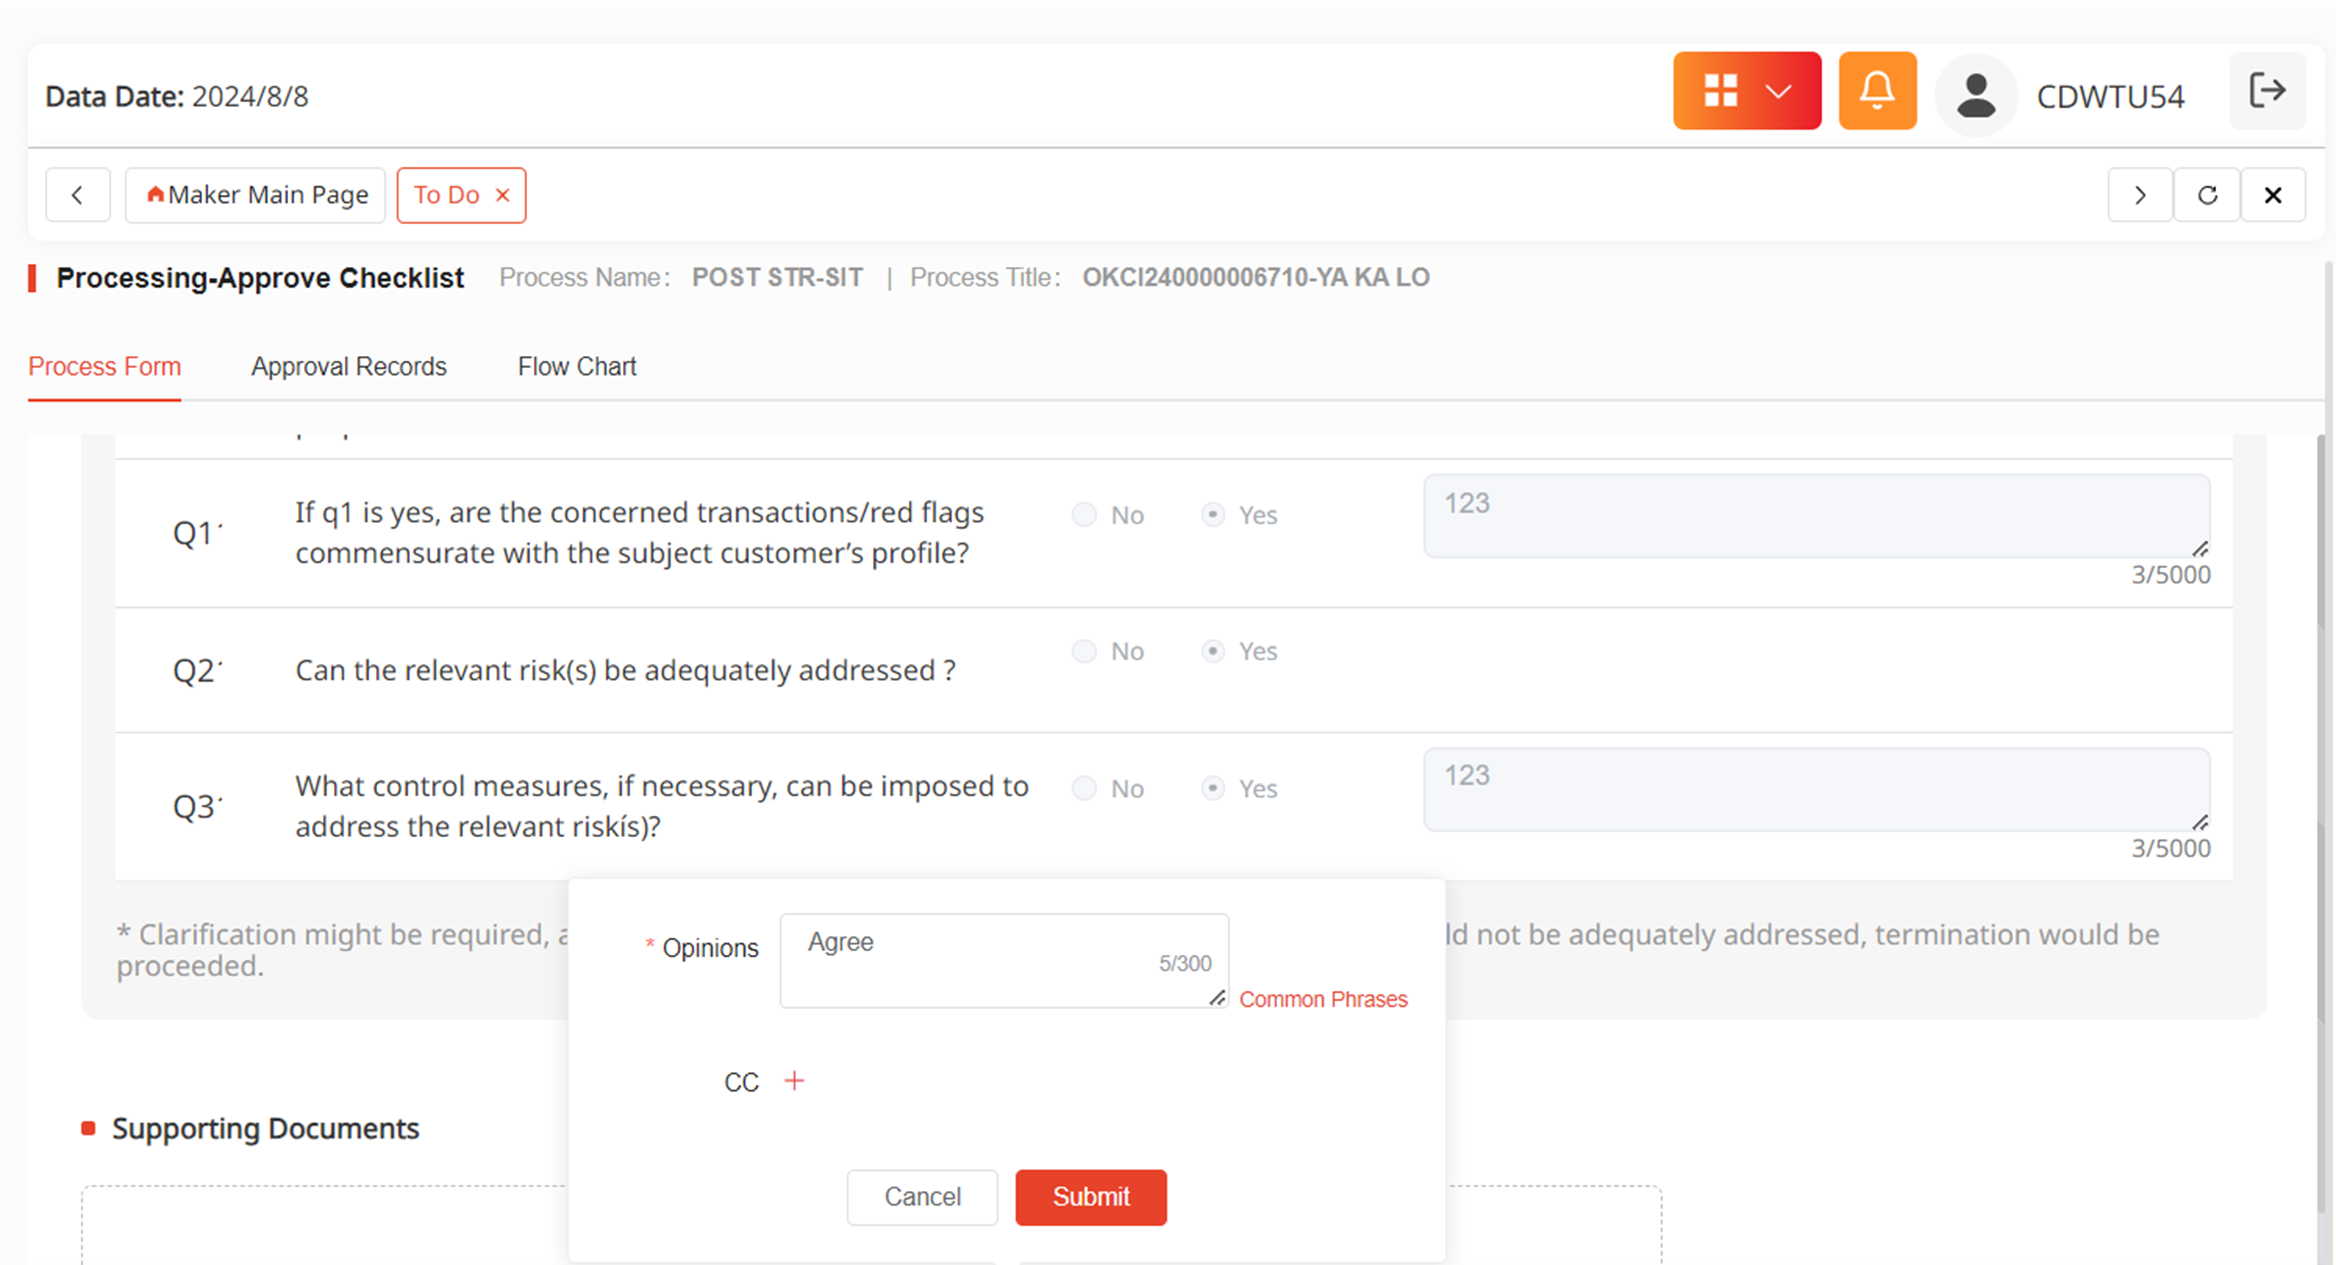 Data Date: 2024/8/8
CDWTU54
Maker Main Page
To Do
Processing-Approve Checklist Process Name: POST STR-SIT | Process Title: OKCI240000006710-YA KA LO
Process Form Approval Records Flow Chart
Q1 If q1 is yes, are the concerned transactions/red flags
commensurate with the subject customer’s profile?
No Yes
123
3/5000
Q2 Can the relevant risk(s) be adequately addressed ?
No Yes
Q3 What control measures, if necessary, can be imposed to
address the relevant riskís)?
No Yes
123
3/5000
* Clarification might be required, a
ld not be adequately addressed, termination would be
proceeded.
* Opinions
Agree
5/300
Common Phrases
CC +
Supporting Documents
Cancel Submit